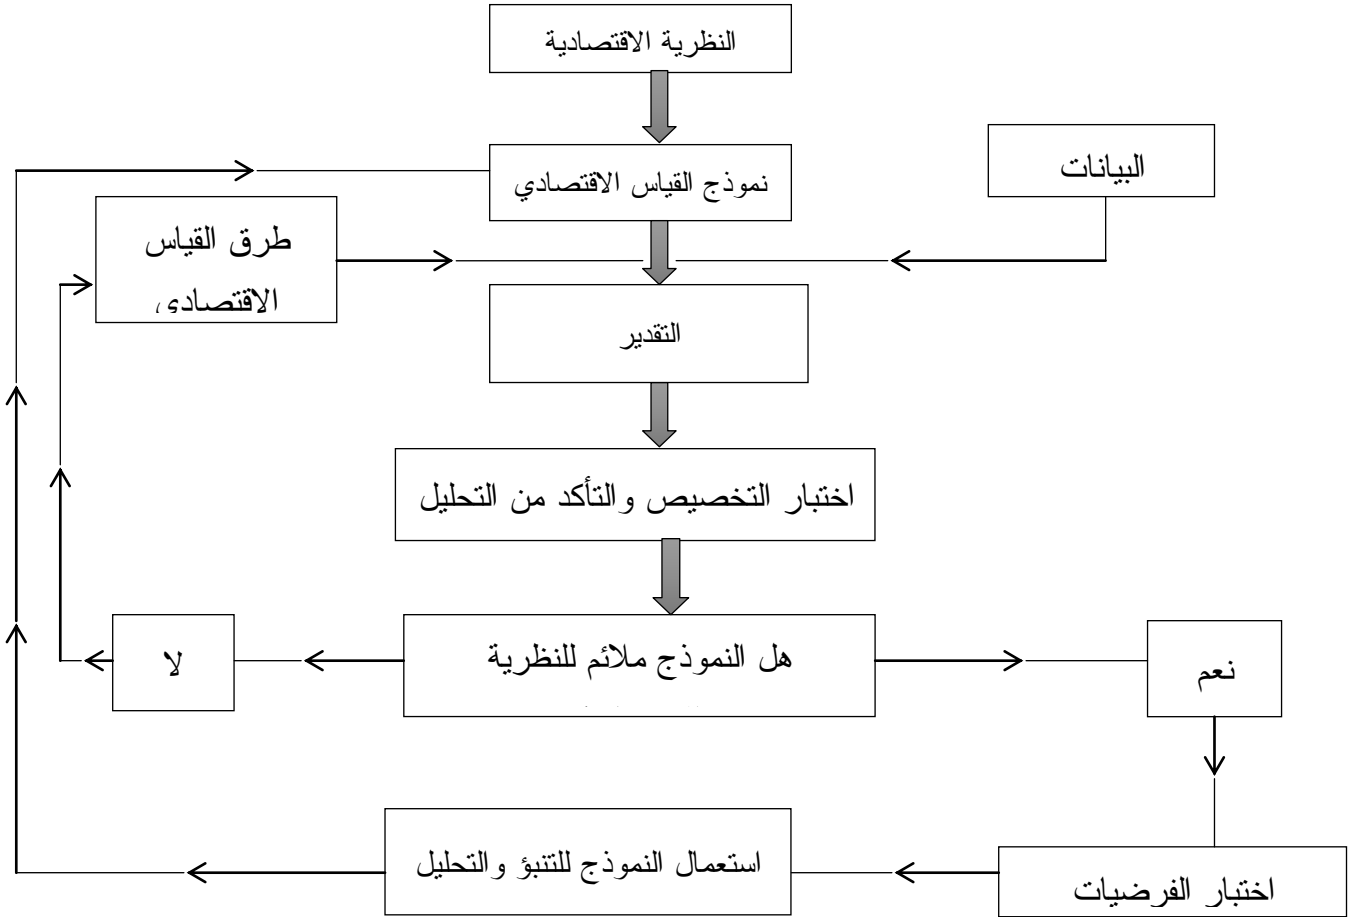 النظرية الاقتصادية
البيانات
نموذج القياس الاقتصادي
طرق القياس
الاقتصادي
التقدير
اختبار التخصيص والتأكد من التحليل
هل النموذج ملائم للنظرية
لا
نعم
استعمال النموذج للتنبؤ والتحليل
اختبار الفرضيات